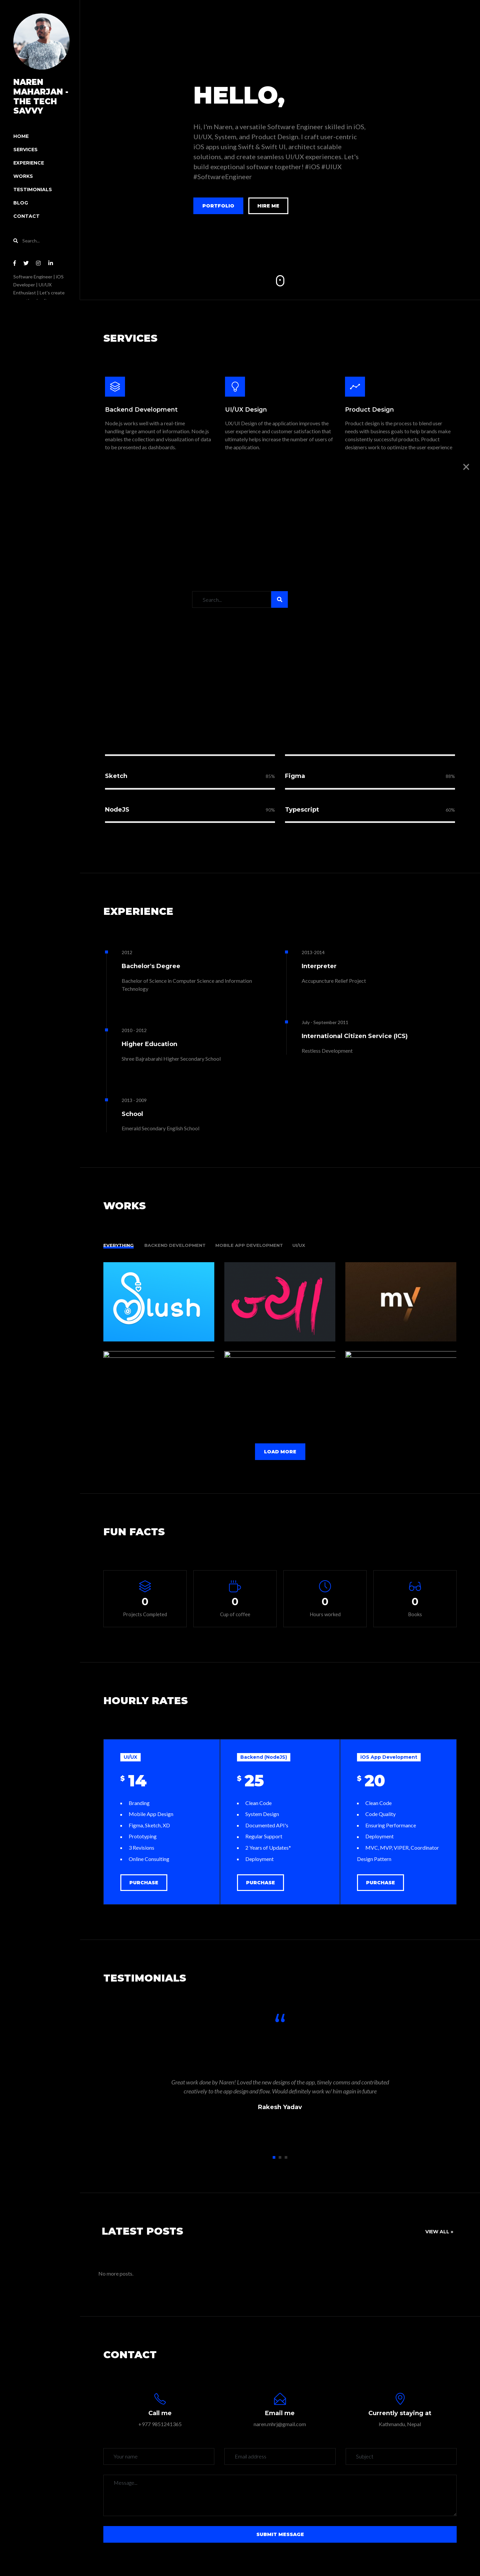 NAREN
MAHARJAN -
THE TECH
SAVVY
HOME
SERVICES
EXPERIENCE
WORKS
TESTIMONIALS
BLOG
CONTACT
Search...
Software Engineer | iOS
Developer | UI/UX
Enthusiast | Let's create
HELLO,
Hi, I'm Naren, a versatile Software Engineer skilled in iOS,
UI/UX, System Design, and Rust. I craft user-centric
iOS apps using Swift & Swift UI, architect scalable
solutions, and create seamless UI/UX experiences. Let's
build exceptional software together! #iOS #UIUX
#SoftwareEngineer
PORTFOLIO
HIRE ME
SERVICES
Backend Development
Node.js works well with a real-time
handling large amount of information. Node.js
enables the collection and visualization of data
to be presented as dashboards.
UI/UX Design
UX/UI Design of the application improves the
user experience and customer satisfaction that
ultimately helps increase the number of users of
the application.
Product Design
Product design is the process to blend user
needs with business goals to help brands make
consistently successful products. Product
designers work to optimize the user experience
Search...
Sketch 85%
Figma 88%
NodeJS 90%
Typescript 60%
EXPERIENCE
2012
Bachelor's Degree
Bachelor of Science in Computer Science and Information
Technology
2010 - 2012
Higher Education
Shree Bajrabarahi Higher Secondary School
2013 - 2009
School
Emerald Secondary English School
2013-2014
Interpreter
Accupuncture Relief Project
July - September 2011
International Citizen Service (ICS)
Restless Development
WORKS
EVERYTHING
BACKEND DEVELOPMENT
MOBILE APP DEVELOPMENT
UI/UX
Slush
ज्या
my
LOAD MORE
FUN FACTS
0
Projects Completed
0
Cup of coffee
0
Hours worked
0
Books
HOURLY RATES
UI/UX
$ 14
Branding
Mobile App Design
Figma, Sketch, XD
Prototyping
3 Revisions
Online Consulting
PURCHASE
Backend (NodeJS)
$ 25
Clean Code
System Design
Documented API's
Regular Support
2 Years of Updates*
Deployment
PURCHASE
iOS App Development
$ 20
Clean Code
Code Quality
Ensuring Performance
Deployment
MVC, MVP, VIPER, Coordinator
Design Pattern
PURCHASE
TESTIMONIALS
“
Great work done by Naren! Loved the new designs of the app, timely comms and contributed
creatively to the app design and flow. Would definitely work w/ him again in future
Rakesh Yadav
LATEST POSTS
VIEW ALL »
No more posts.
CONTACT
Call me
+977 9851241365
Email me
naren.mhrj@gmail.com
Currently staying at
Kathmandu, Nepal
Your name
Email address
Subject
Message...
SUBMIT MESSAGE